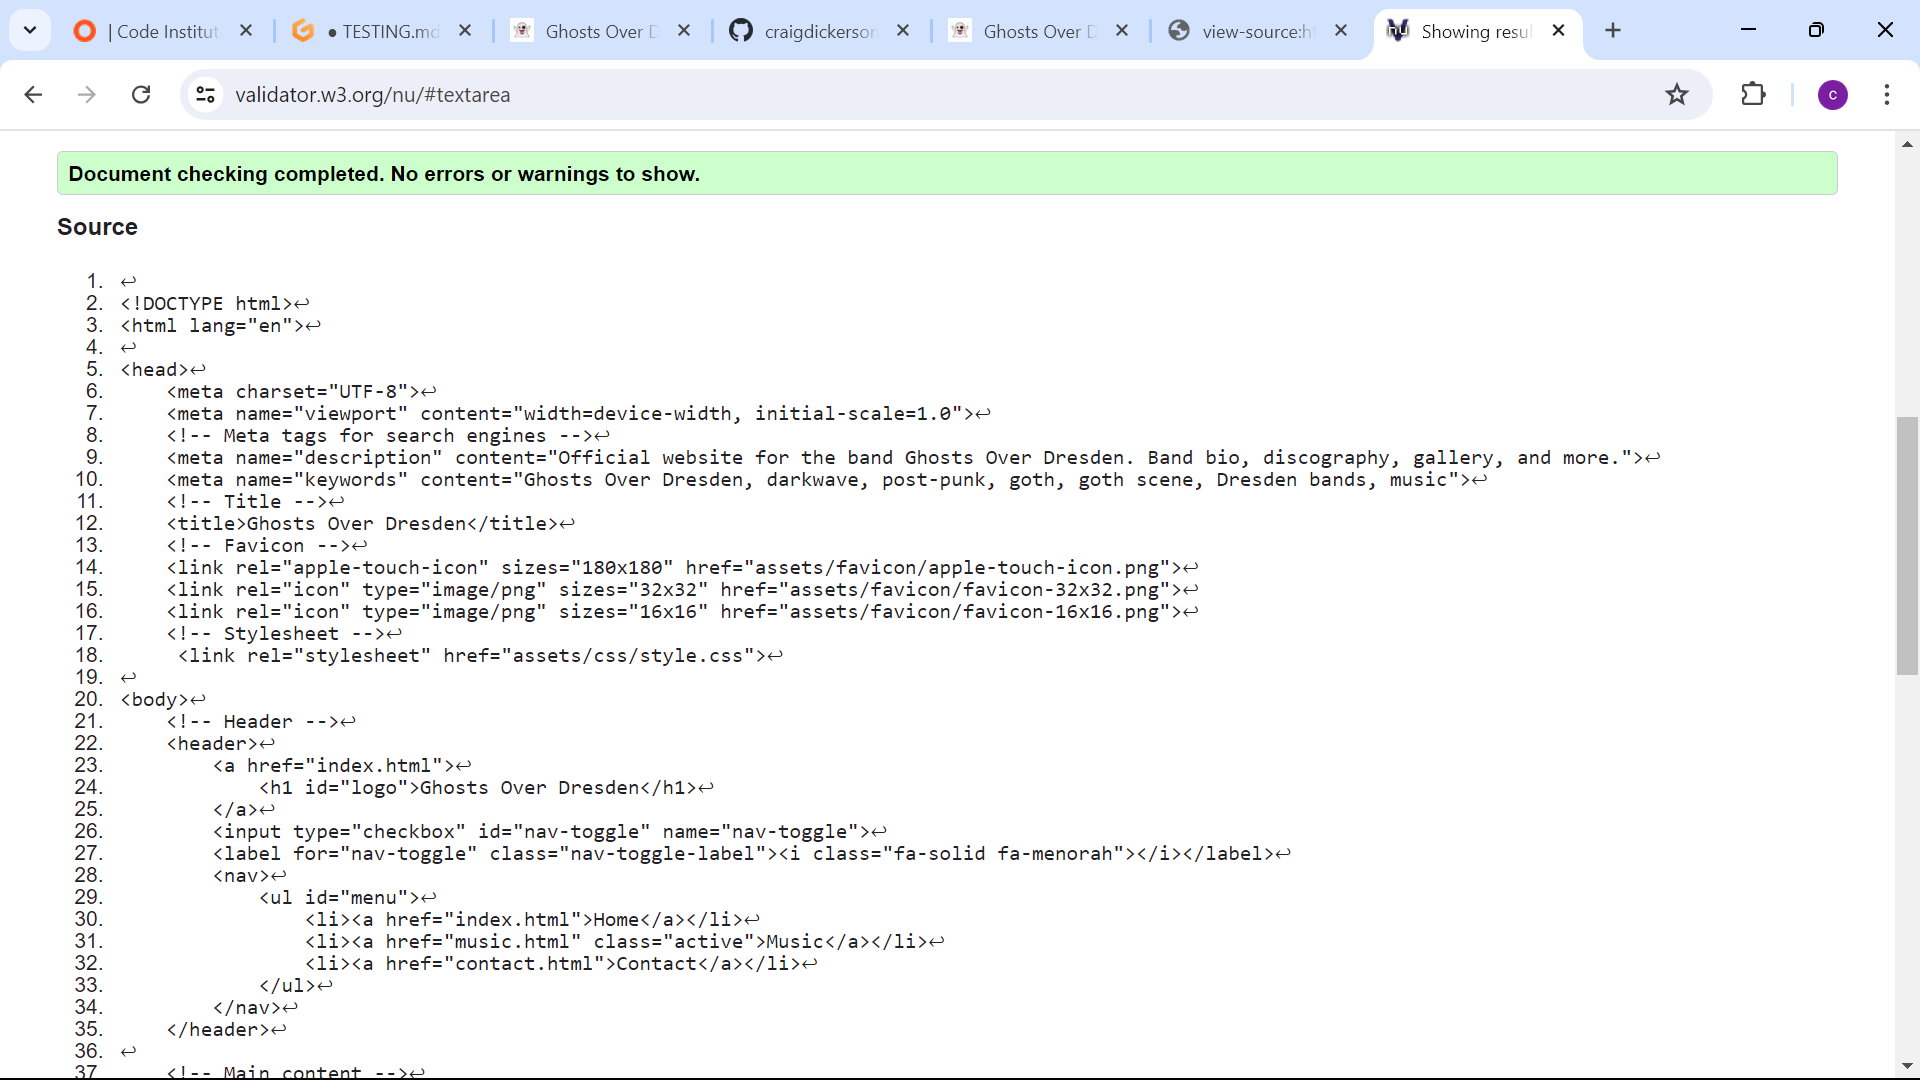 | Code Institut
● TESTING.md
Ghosts Over D
craigdickerson
Ghosts Over D
view-source:ht
Showing resul
validator.w3.org/nu/#textarea
c
Document checking completed. No errors or warnings to show.
Source
1. ↩
2. <!DOCTYPE html>↩
3. <html lang="en">↩
4. ↩
5. <head>↩
6. <meta charset="UTF-8">↩
7. <meta name="viewport" content="width=device-width, initial-scale=1.0">↩
8. <!-- Meta tags for search engines -->↩
9. <meta name="description" content="Official website for the band Ghosts Over Dresden. Band bio, discography, gallery, and more.">↩
10. <meta name="keywords" content="Ghosts Over Dresden, darkwave, post-punk, goth, goth scene, Dresden bands, music">↩
11. <!-- Title -->↩
12. <title>Ghosts Over Dresden</title>↩
13. <!-- Favicon -->↩
14. <link rel="apple-touch-icon" sizes="180x180" href="assets/favicon/apple-touch-icon.png">↩
15. <link rel="icon" type="image/png" sizes="32x32" href="assets/favicon/favicon-32x32.png">↩
16. <link rel="icon" type="image/png" sizes="16x16" href="assets/favicon/favicon-16x16.png">↩
17. <!-- Stylesheet -->↩
18. <link rel="stylesheet" href="assets/css/style.css">↩
19. ↩
20. <body>↩
21. <!-- Header -->↩
22. <header>↩
23. <a href="index.html">↩
24. <h1 id="logo">Ghosts Over Dresden</h1>↩
25. </a>↩
26. <input type="checkbox" id="nav-toggle" name="nav-toggle">↩
27. <label for="nav-toggle" class="nav-toggle-label"><i class="fa-solid fa-menorah"></i></label>↩
28. <nav>↩
29. <ul id="menu">↩
30. <li><a href="index.html">Home</a></li>↩
31. <li><a href="music.html" class="active">Music</a></li>↩
32. <li><a href="contact.html">Contact</a></li>↩
33. </ul>↩
34. </nav>↩
35. </header>↩
36. ↩
37. <!-- Main content -->↩